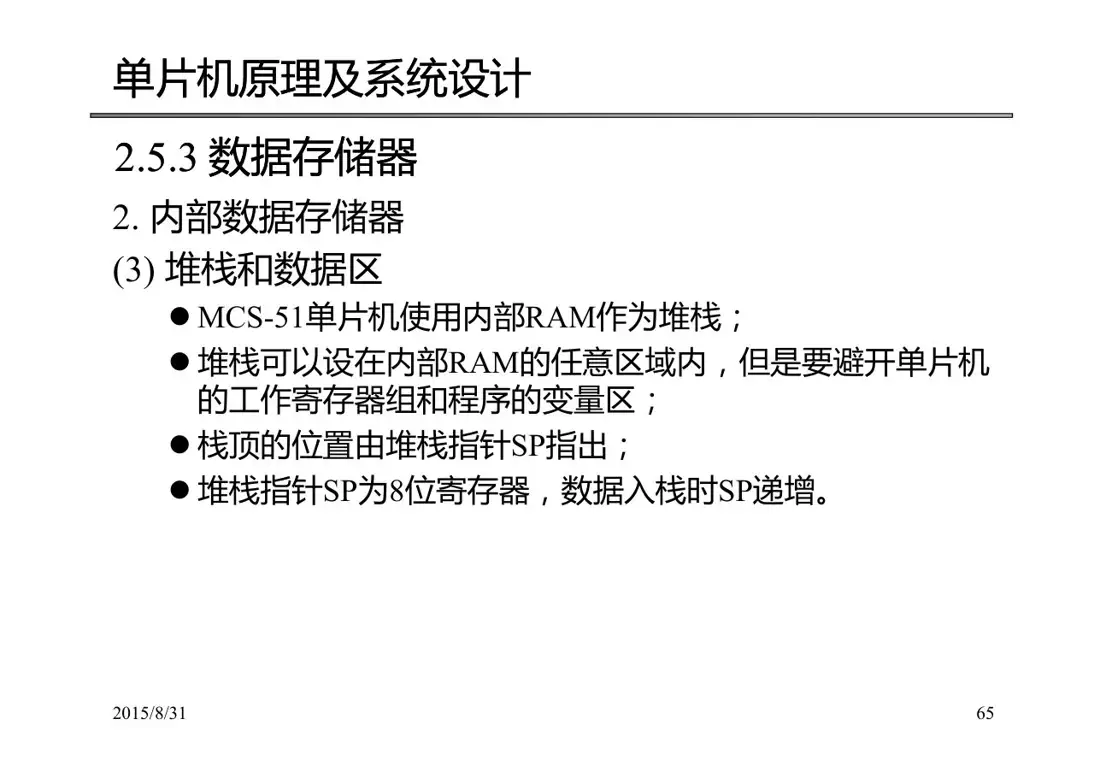 单片机原理及系统设计
2.5.3 数据存储器
2. 内部数据存储器
(3) 堆栈和数据区
●MCS-51单片机使用内部RAM作为堆栈；
●堆栈可以设在内部RAM的任意区域内，但是要避开单片机
的工作寄存器组和程序的变量区；
●栈顶的位置由堆栈指针SP指出；
●堆栈指针SP为8位寄存器，数据入栈时SP递增。
2015/8/31
65